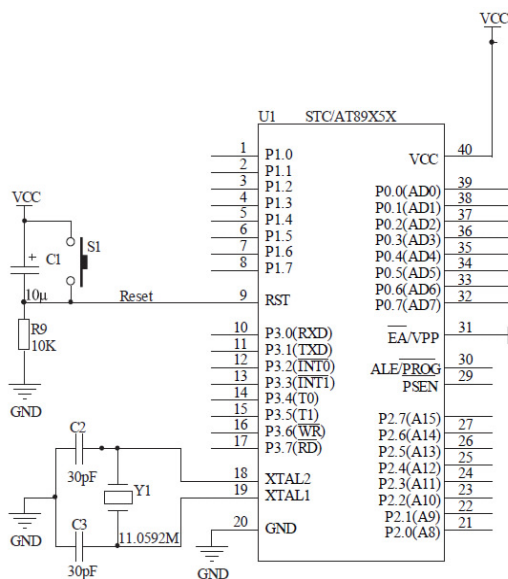 VCC
U1 STC/AT89X5X
1 P1.0 VCC 40
2 P1.1
3 P1.2 P0.0(AD0) 39
4 P1.3 P0.1(AD1) 38
5 P1.4 P0.2(AD2) 37
6 P1.5 P0.3(AD3) 36
7 P1.6 P0.4(AD4) 35
8 P1.7 P0.5(AD5) 34
P0.6(AD6) 33
P0.7(AD7) 32
VCC
C1
+
10μ
S1
Reset 9 RST
R9
10K
GND
10 P3.0(RXD) EA/VPP 31
11 P3.1(TXD)
12 P3.2(INT0) ALE/PROG 30
13 P3.3(INT1) PSEN 29
14 P3.4(T0)
15 P3.5(T1) P2.7(A15)
16 P3.6(WR) P2.6(A14) 27
17 P3.7(RD) P2.5(A13) 26
P2.4(A12) 25
18 XTAL2 P2.3(A11) 24
19 XTAL1 P2.2(A10) 23
P2.1(A9) 22
20 GND P2.0(A8) 21
C2
30pF
Y1
11.0592M
C3
30pF
GND
GND